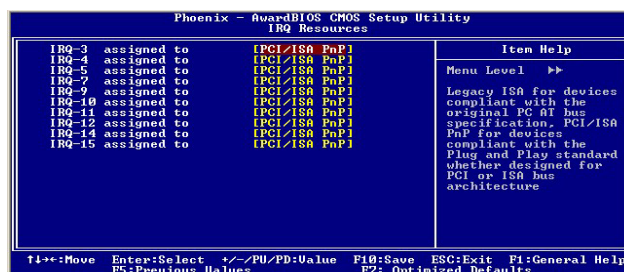 Phoenix - AwardBIOS CMOS Setup Utility
IRQ Resources
IRQ-3 assigned to [PCI/ISA PnP]
IRQ-4 assigned to [PCI/ISA PnP]
IRQ-5 assigned to [PCI/ISA PnP]
IRQ-7 assigned to [PCI/ISA PnP]
IRQ-9 assigned to [PCI/ISA PnP]
IRQ-10 assigned to [PCI/ISA PnP]
IRQ-11 assigned to [PCI/ISA PnP]
IRQ-12 assigned to [PCI/ISA PnP]
IRQ-14 assigned to [PCI/ISA PnP]
IRQ-15 assigned to [PCI/ISA PnP]
Item Help
Menu Level ►►
Legacy ISA for devices
compliant with the
original PC AT bus
specification, PCI/ISA
PnP for devices
compliant with the
Plug and Play standard
whether designed for
PCI or ISA bus
architecture
↑↓→←:Move Enter:Select +/-/PU/PD:Value F10:Save ESC:Exit F1:General Help
F5:Previous Values F7: Optimized Defaults